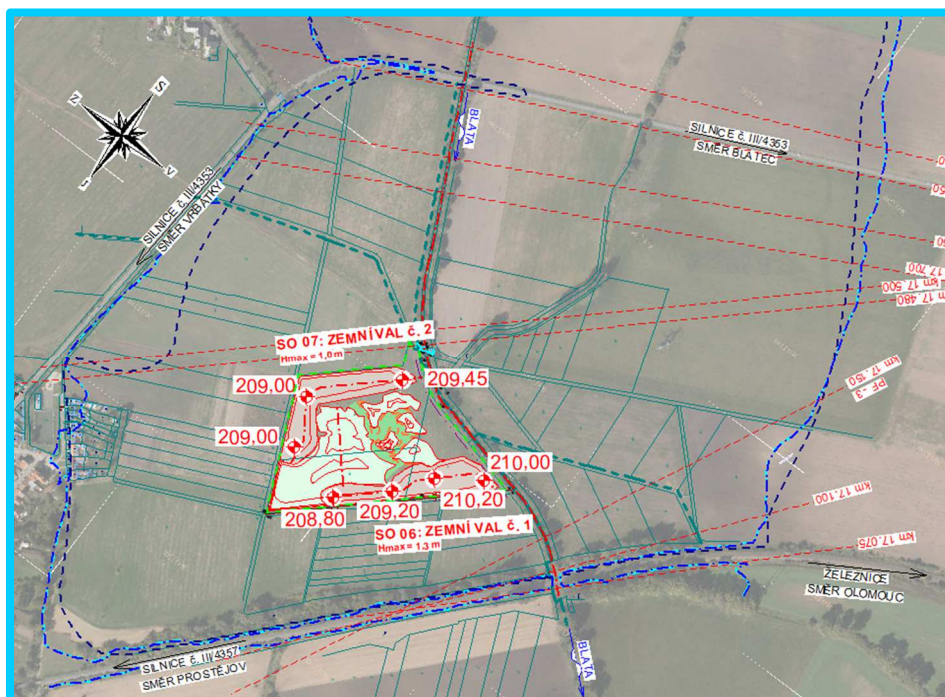 Z
S
J
V
BLATA
SILNICE č. III/4353
SMĚR BLATEC
SILNICE č. III/4353
SMĚR VRBÁTKY
17.700
km 17.500
km 17.480
SO 07: ZEMNÍ VAL č. 2
Hmax = 1,0 m
209,00
209,45
209,00
km 17.150
PF - 3
210,00
208,80
209,20
210,20
SO 06: ZEMNÍ VAL č. 1
Hmax = 1.3 m
km 17.100
km 17.075
ŽELEZNICE
SMĚR OLOMOUC
SILNICE č. III/4357
SMĚR PROSTĚJOV
BLATA